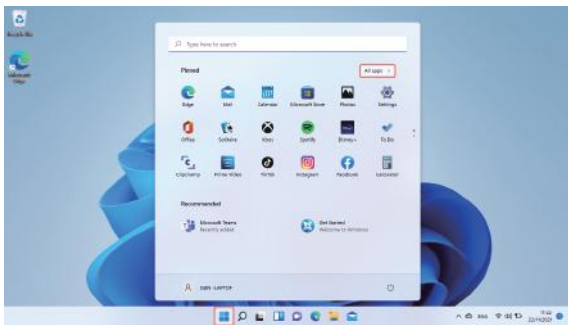 Recycle Bin
Microsoft
Edge
Type here to search
Pinned
All apps >
Edge
Mail
Calendar
Microsoft Store
Photos
Settings
Office
Solitaire
Xbox
Spotify
Disney+
To Do
Clipchamp
Prime Video
TikTok
Instagram
Facebook
Calculator
Recommended
Microsoft Teams
Recently added
Get Started
Welcome to Windows
LAPTOP
ENG